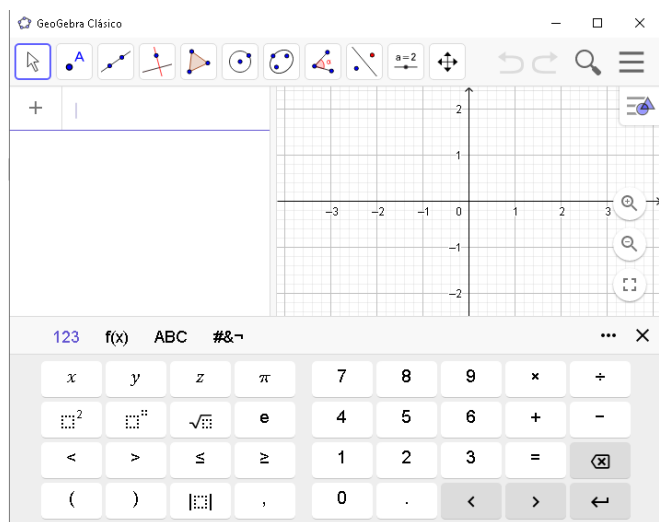 GeoGebra Clásico
A
α
a=2
2
1
-3 -2 -1 0 1 2 3
-1
-2
123 f(x) ABC #&¬ ...
x y z π 7 8 9 × ÷
2 √ e 4 5 6 + −
< > ≤ ≥ 1 2 3 =
( ) | | , 0 . < >